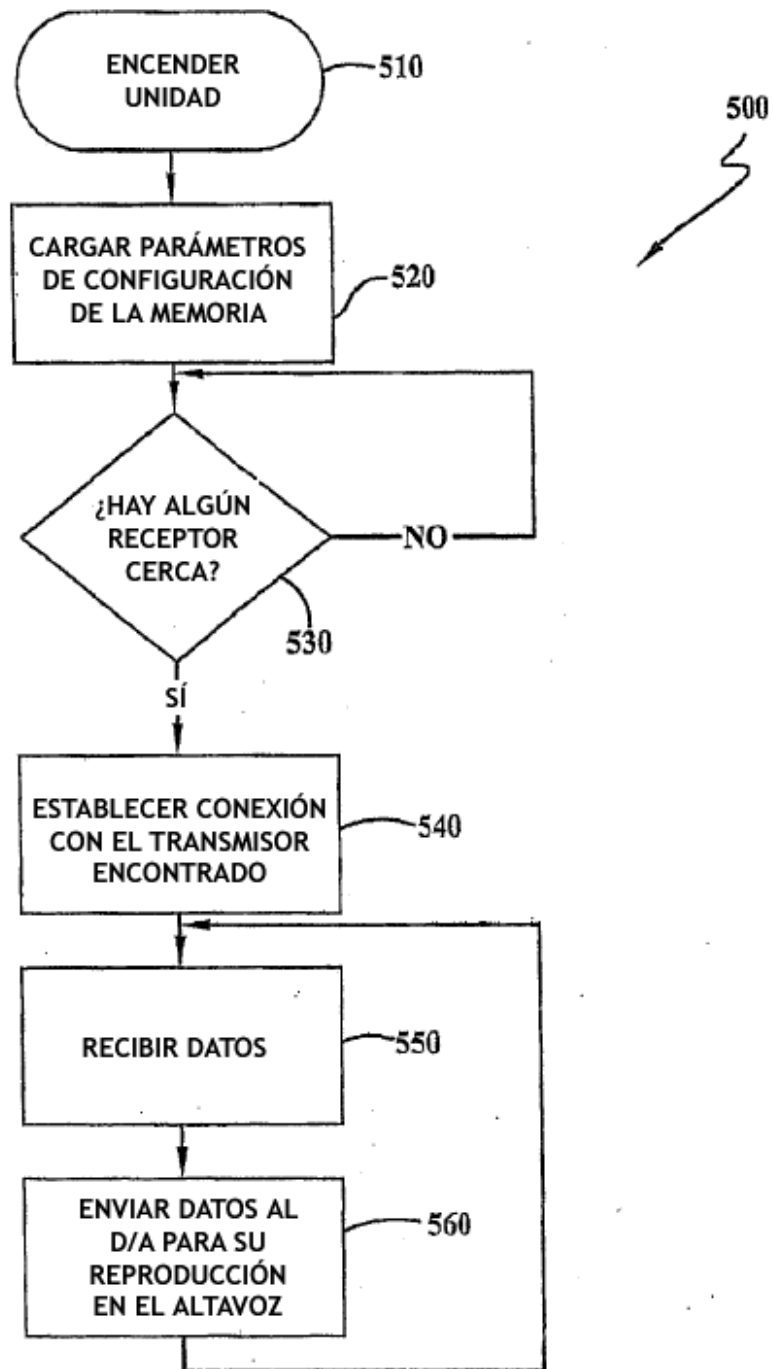 ENCENDER
UNIDAD
510
500
CARGAR PARÁMETROS
DE CONFIGURACIÓN
DE LA MEMORIA
520
¿HAY ALGÚN
RECEPTOR
CERCA?
NO
530
SÍ
ESTABLECER CONEXIÓN
CON EL TRANSMISOR
ENCONTRADO
540
RECIBIR DATOS
550
ENVIAR DATOS AL
D/A PARA SU
REPRODUCCIÓN
EN EL ALTAVOZ
560